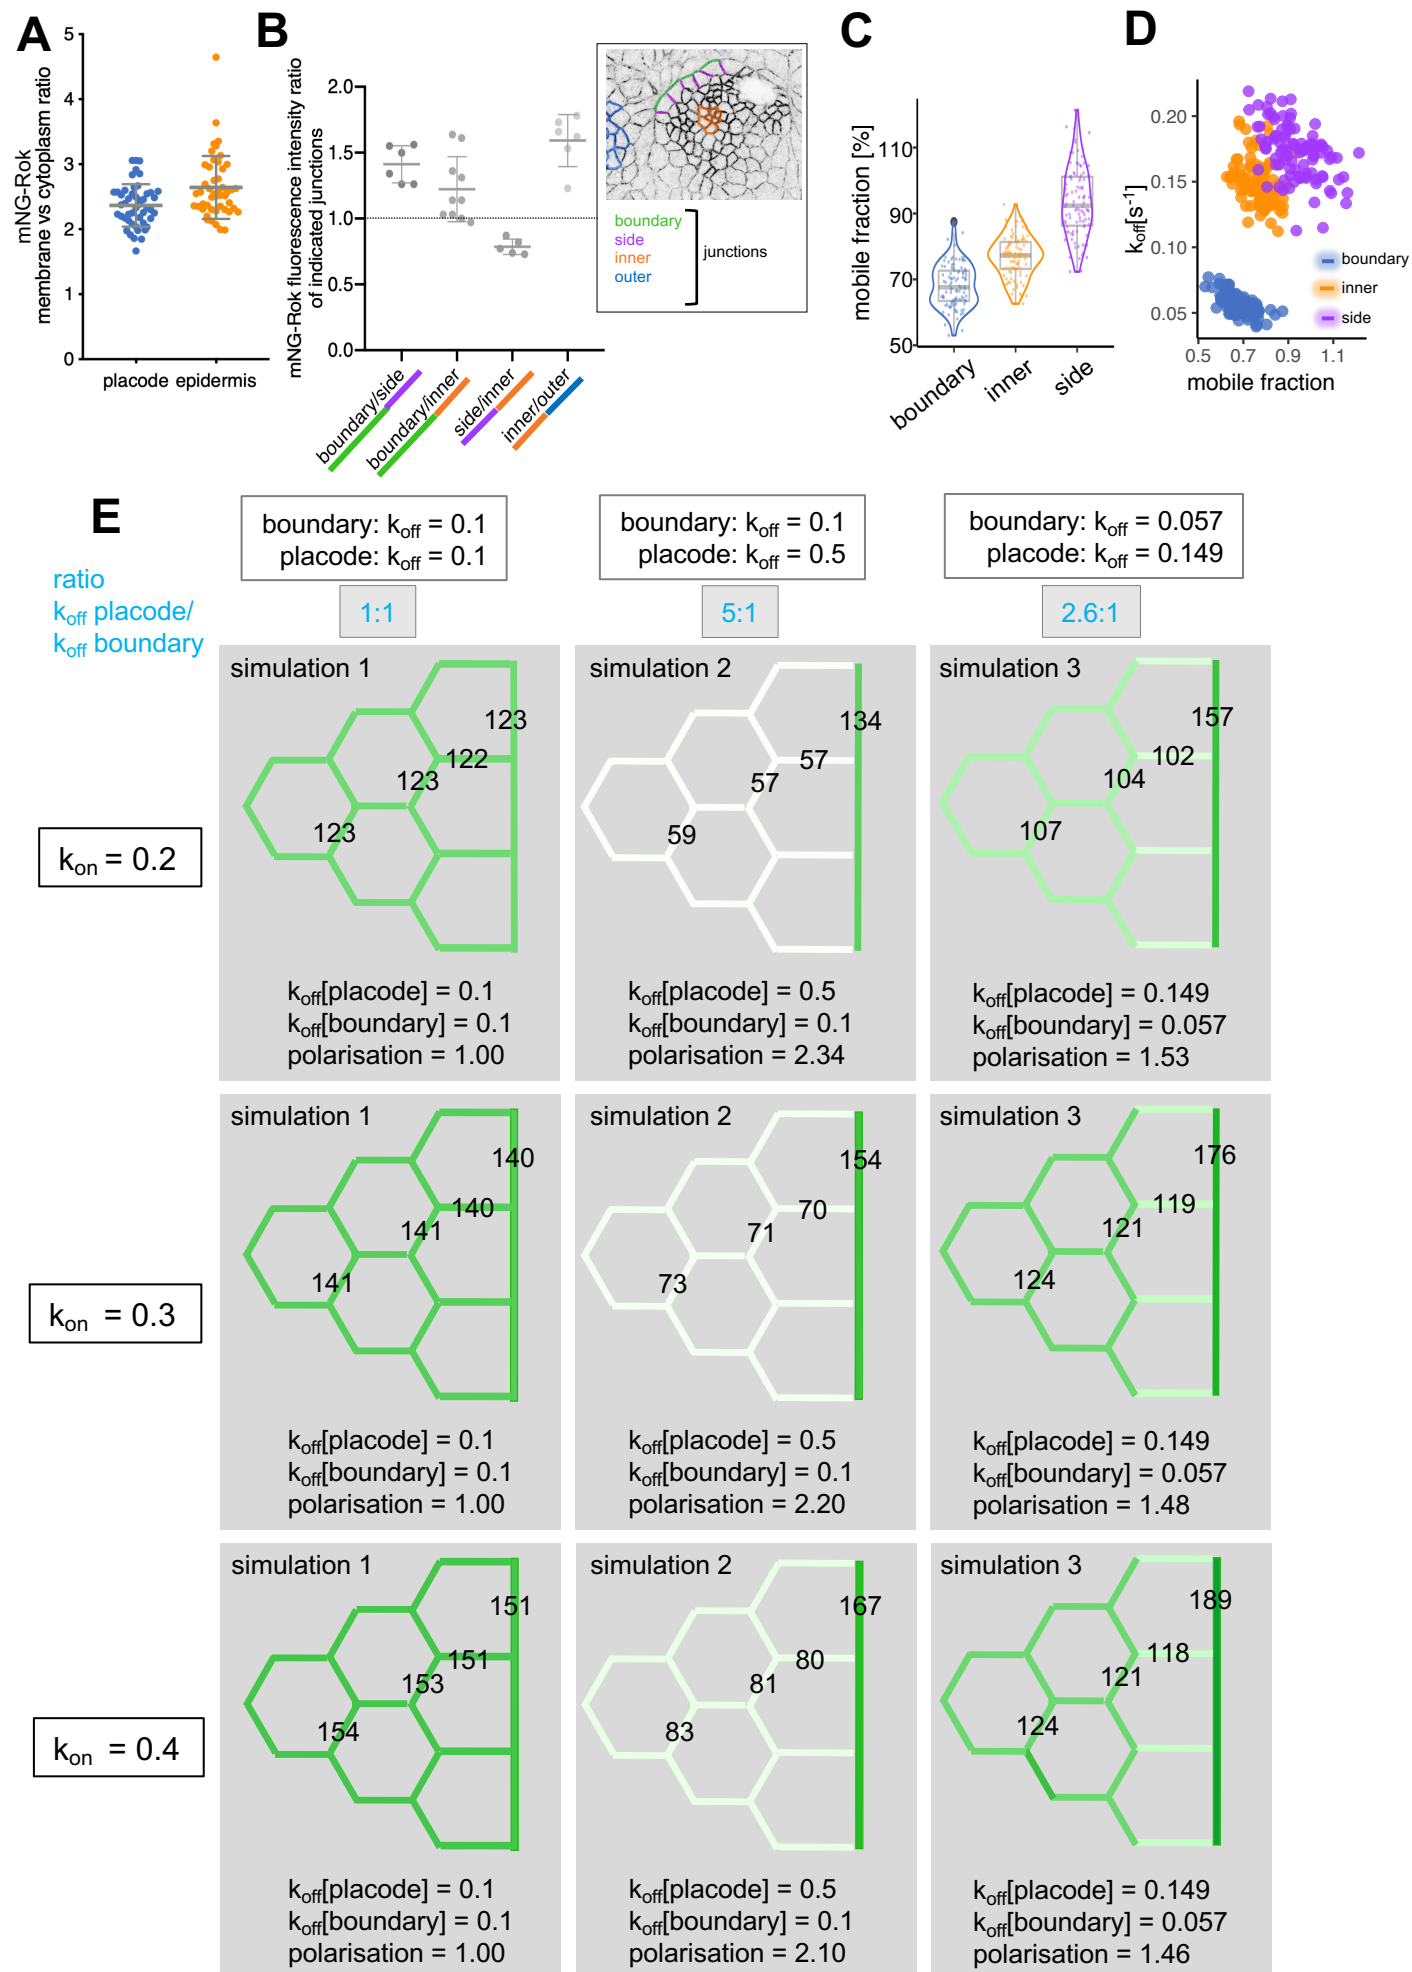 A
mNG-Rok
membrane vs cytoplasm ratio
5
4
3
2
1
0
placode epidermis
B
mNG-Rok fluorescence intensity ratio
of indicated junctions
2.0
1.5
1.0
0.5
0.0
boundary/side
boundary/inner
side/inner
inner/outer
boundary
side
inner
outer
junctions
C
mobile fraction [%]
110
90
70
50
boundary
inner
side
D
koff[s-1]
0.20
0.15
0.10
0.05
boundary
inner
side
0.5 0.7 0.9 1.1
mobile fraction
E
ratio
koff placode/
koff boundary
boundary: koff = 0.1
placode: koff = 0.1
1:1
boundary: koff = 0.1
placode: koff = 0.5
5:1
boundary: koff = 0.057
placode: koff = 0.149
2.6:1
kon = 0.2
simulation 1
123
122
123
123
koff[placode] = 0.1
koff[boundary] = 0.1
polarisation = 1.00
simulation 2
134
57
57
59
koff[placode] = 0.5
koff[boundary] = 0.1
polarisation = 2.34
simulation 3
157
102
104
107
koff[placode] = 0.149
koff[boundary] = 0.057
polarisation = 1.53
kon = 0.3
simulation 1
140
140
141
141
koff[placode] = 0.1
koff[boundary] = 0.1
polarisation = 1.00
simulation 2
154
70
71
73
koff[placode] = 0.5
koff[boundary] = 0.1
polarisation = 2.20
simulation 3
176
119
121
124
koff[placode] = 0.149
koff[boundary] = 0.057
polarisation = 1.48
kon = 0.4
simulation 1
151
151
153
154
koff[placode] = 0.1
koff[boundary] = 0.1
polarisation = 1.00
simulation 2
167
80
81
83
koff[placode] = 0.5
koff[boundary] = 0.1
polarisation = 2.10
simulation 3
189
118
121
124
koff[placode] = 0.149
koff[boundary] = 0.057
polarisation = 1.46